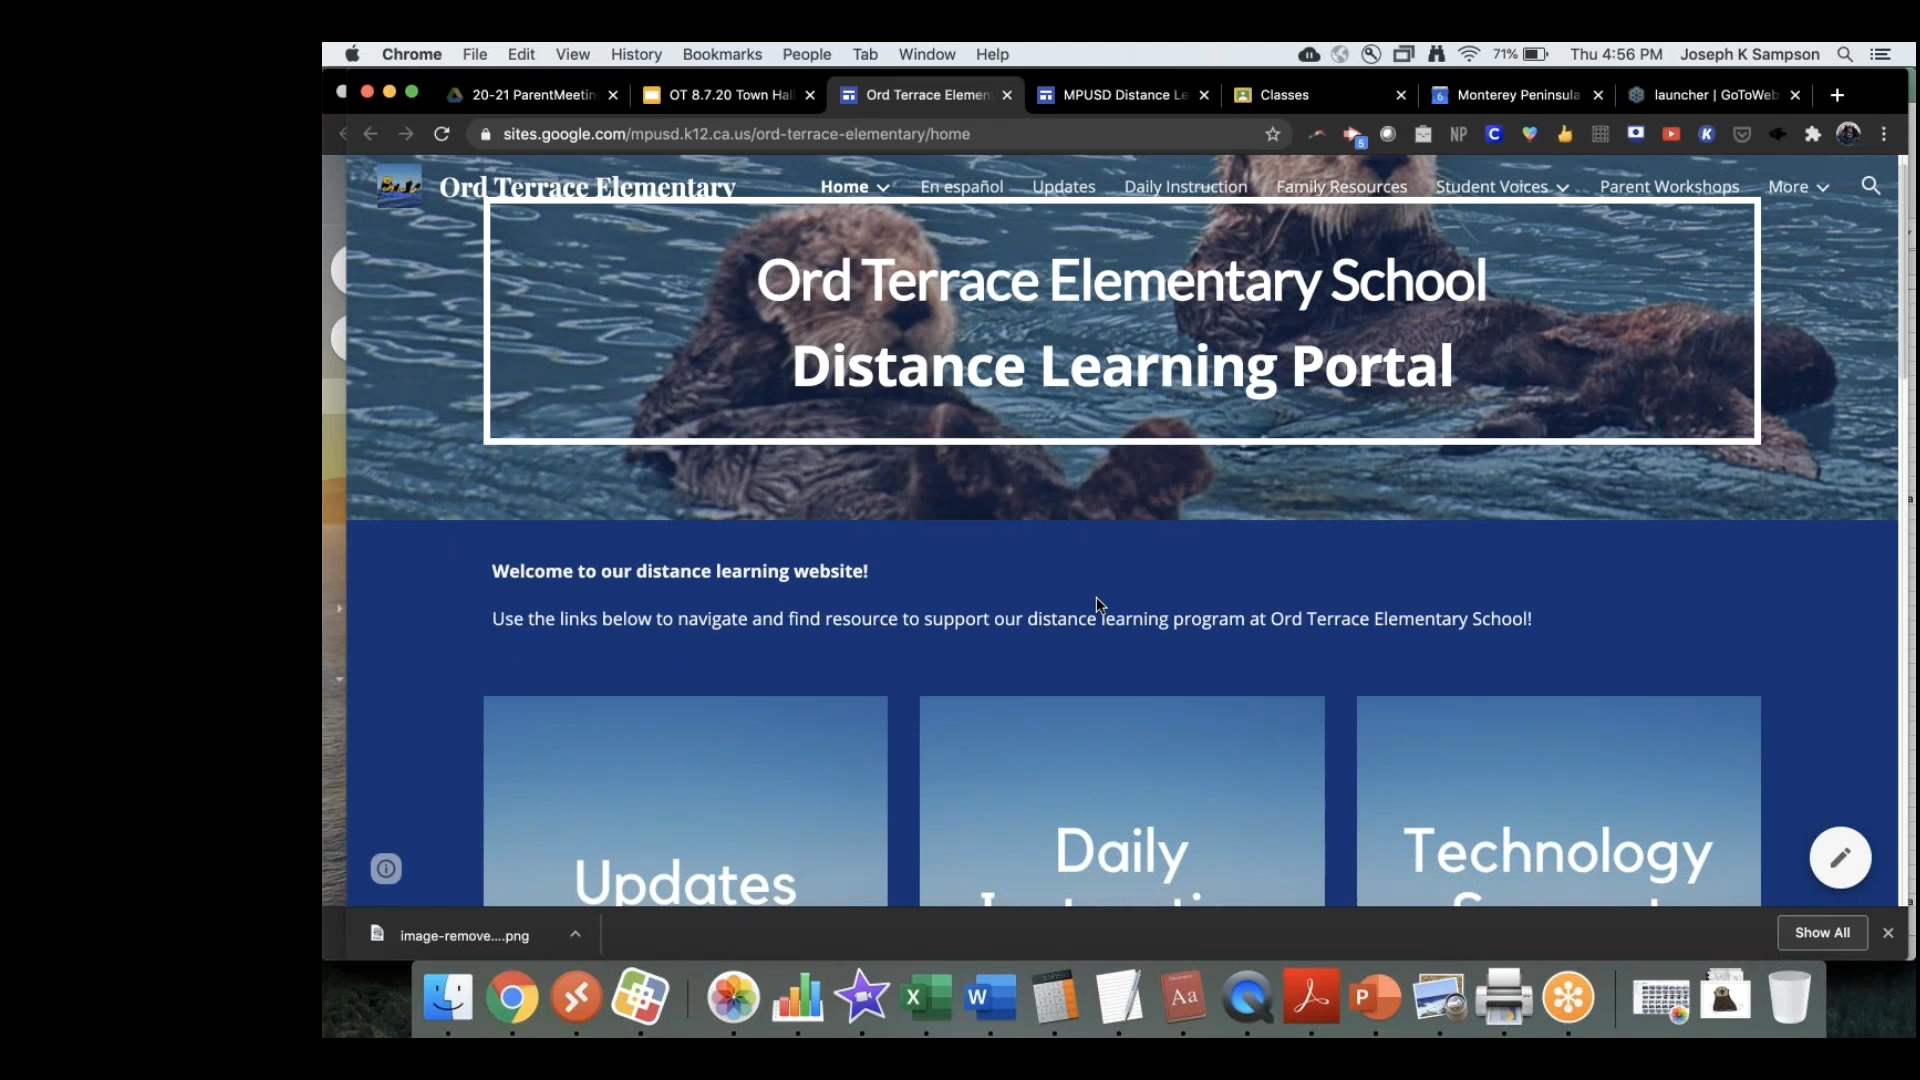 Chrome File Edit View History Bookmarks People Tab Window Help 71% Thu 4:56 PM Joseph K Sampson
20-21 ParentMeetin OT 8.7.20 Town Hal Ord Terrace Elemen MPUSD Distance Le Classes Monterey Peninsula launcher | GoToWeb
sites.google.com/mpusd.k12.ca.us/ord-terrace-elementary/home
NP C 5 K
Ord Terrace Elementary Home En español Updates Daily Instruction Family Resources Student Voices Parent Workshops More
Ord Terrace Elementary School
Distance Learning Portal
Welcome to our distance learning website!
Use the links below to navigate and find resource to support our distance learning program at Ord Terrace Elementary School!
Updates
Daily
Technology
image-remove....png Show All
X W Aa P